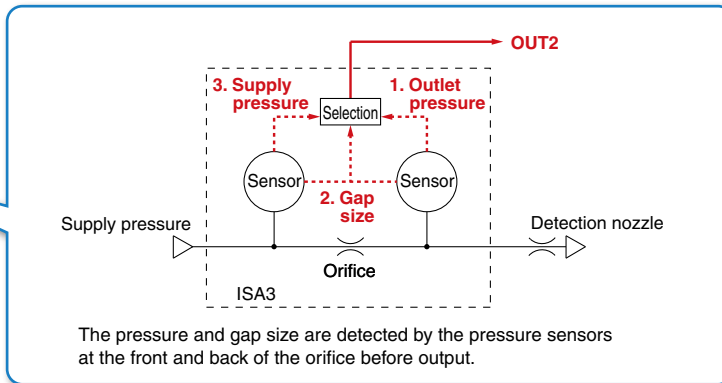 OUT2
3. Supply
pressure
1. Outlet
pressure
Selection
Sensor
Sensor
2. Gap
size
Supply pressure
Detection nozzle
Orifice
ISA3
The pressure and gap size are detected by the pressure sensors
at the front and back of the orifice before output.